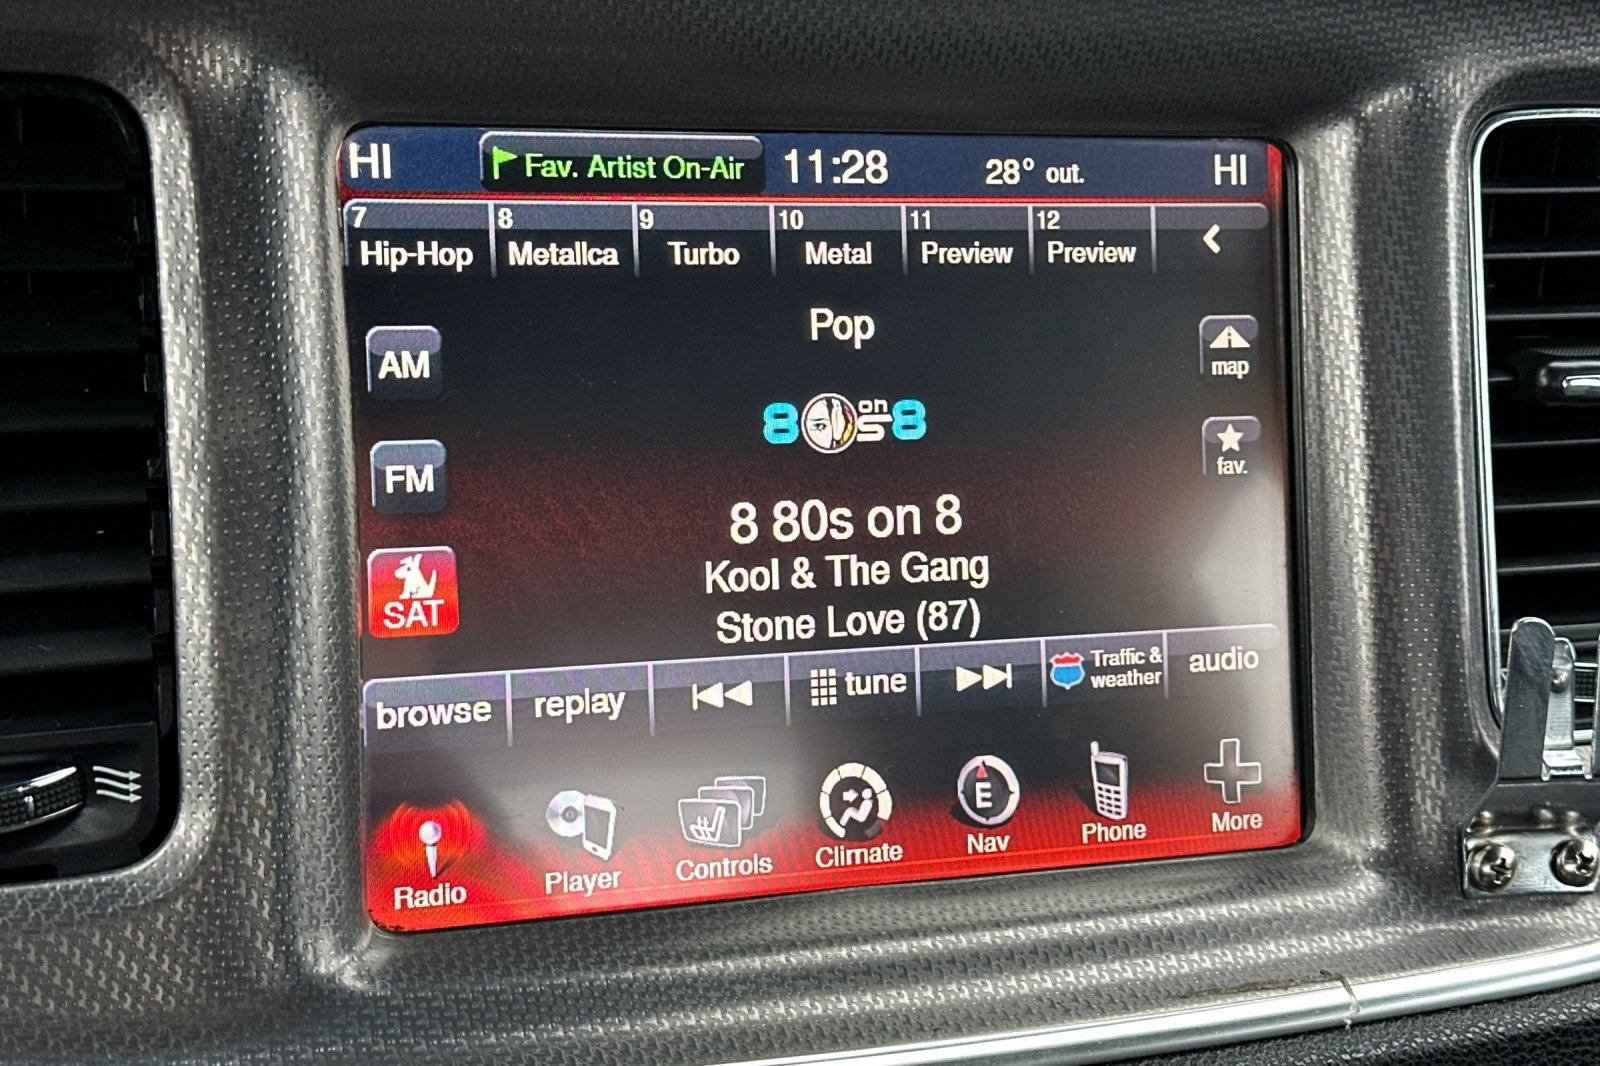 HI Fav. Artist On-Air 11:28 28° out. HI
7 8 9 10 11 12
Hip-Hop Metallca Turbo Metal Preview Preview
Pop
AM
map
80s on 8
FM
fav.
8 80s on 8
Kool & The Gang
SAT
Stone Love (87)
browse replay tune Traffic & weather audio
E
Radio Player Controls Climate Nav Phone More